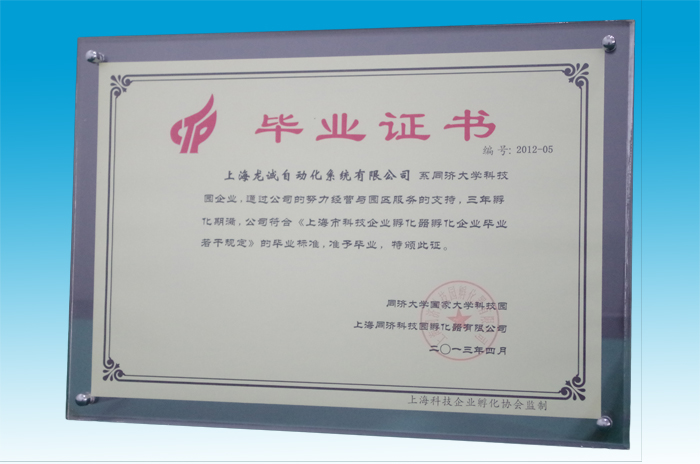 毕业证书
编号: 2012-05
上海龙诚自动化系统有限公司 系同济大学科技
园企业，通过公司的努力经营与园区服务的支持，三年孵
化期满，公司符合《上海市科技企业孵化器孵化企业毕业
若干规定》的毕业标准，准予毕业，特颁此证。
同济大学国家大学科技园
上海同济科技园孵化器有限公司
二〇一三年四月
上海科技企业孵化协会监制